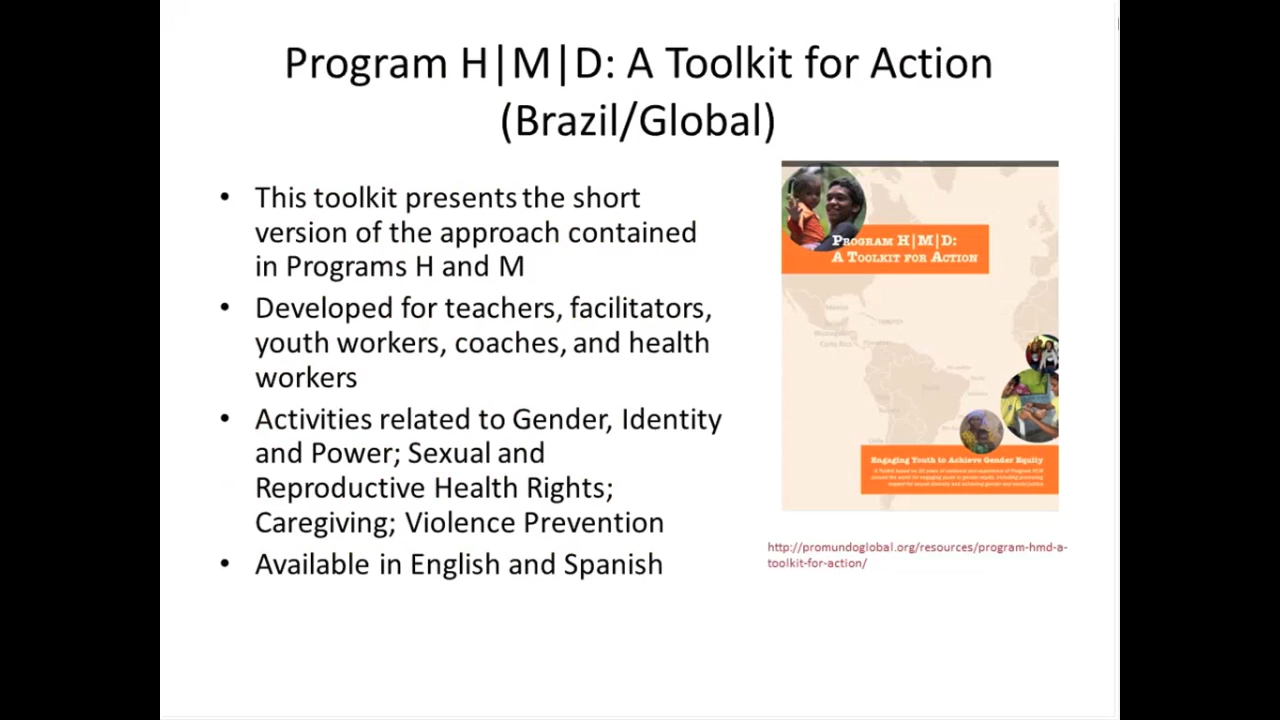 Program H|M|D: A Toolkit for Action
(Brazil/Global)
• This toolkit presents the short
version of the approach contained
in Programs H and M
• Developed for teachers, facilitators,
youth workers, coaches, and health
workers
• Activities related to Gender, Identity
and Power; Sexual and
Reproductive Health Rights;
Caregiving; Violence Prevention
• Available in English and Spanish
PROGRAM H|M|D:
A TOOLKIT FOR ACTION
Costa Rica
Chile
Engaging Youth to Achieve Gender Equity
http://promundoglobal.org/resources/program-hmd-a-
toolkit-for-action/